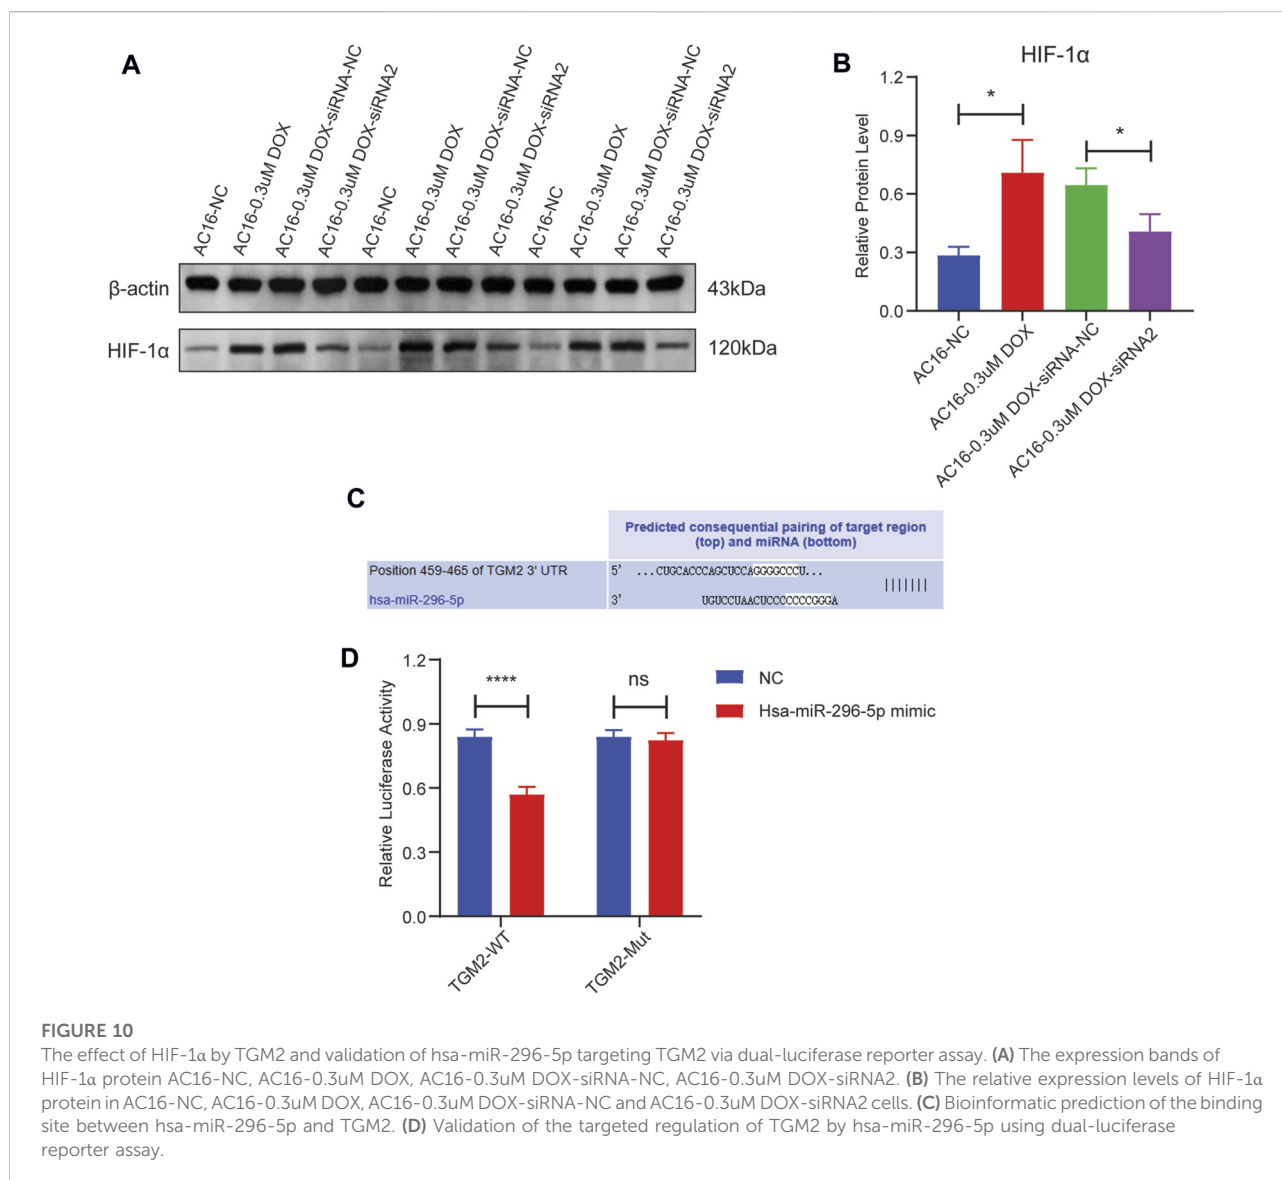 A
AC16-NC
AC16-0.3uM DOX
AC16-0.3uM DOX-siRNA-NC
AC16-0.3uM DOX-siRNA2
AC16-NC
AC16-0.3uM DOX
AC16-0.3uM DOX-siRNA-NC
AC16-0.3uM DOX-siRNA2
AC16-NC
AC16-0.3uM DOX
AC16-0.3uM DOX-siRNA-NC
AC16-0.3uM DOX-siRNA2
β-actin
43kDa
HIF-1α
120kDa
B
HIF-1α
Relative Protein Level
1.2
0.9
0.6
0.3
0.0
*
*
AC16-NC
AC16-0.3uM DOX
AC16-0.3uM DOX-siRNA-NC
AC16-0.3uM DOX-siRNA2
C
Predicted consequential pairing of target region
(top) and miRNA (bottom)
Position 459-465 of TGM2 3' UTR
5' ...CUGCACCCAGCUCCAGGGGCCCU...
|||||||
hsa-miR-296-5p
3' UGUCCUAACUCCCCCCCGGGA
D
Relative Luciferase Activity
1.2
0.9
0.6
0.3
0.0
****
ns
TGM2-WT
TGM2-Mut
NC
Hsa-miR-296-5p mimic
FIGURE 10
The effect of HIF-1α by TGM2 and validation of hsa-miR-296-5p targeting TGM2 via dual-luciferase reporter assay. (A) The expression bands of
HIF-1α protein AC16-NC, AC16-0.3uM DOX, AC16-0.3uM DOX-siRNA-NC, AC16-0.3uM DOX-siRNA2. (B) The relative expression levels of HIF-1α
protein in AC16-NC, AC16-0.3uM DOX, AC16-0.3uM DOX-siRNA-NC and AC16-0.3uM DOX-siRNA2 cells. (C) Bioinformatic prediction of the binding
site between hsa-miR-296-5p and TGM2. (D) Validation of the targeted regulation of TGM2 by hsa-miR-296-5p using dual-luciferase
reporter assay.